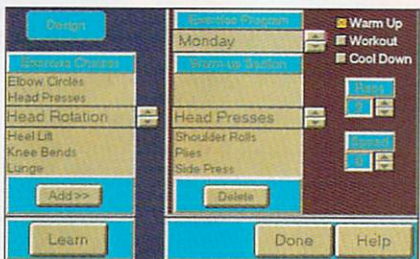 Design
Exercise Choices
Elbow Circles
Head Presses
Head Rotation
Heel Lift
Knee Bends
Lunge
Add>>
Learn
Exercise Program
Monday
Warm-up Section
Head Presses
Shoulder Rolls
Plies
Side Press
Delete
Warm Up
Workout
Cool Down
Reps
Speed
Done
Help